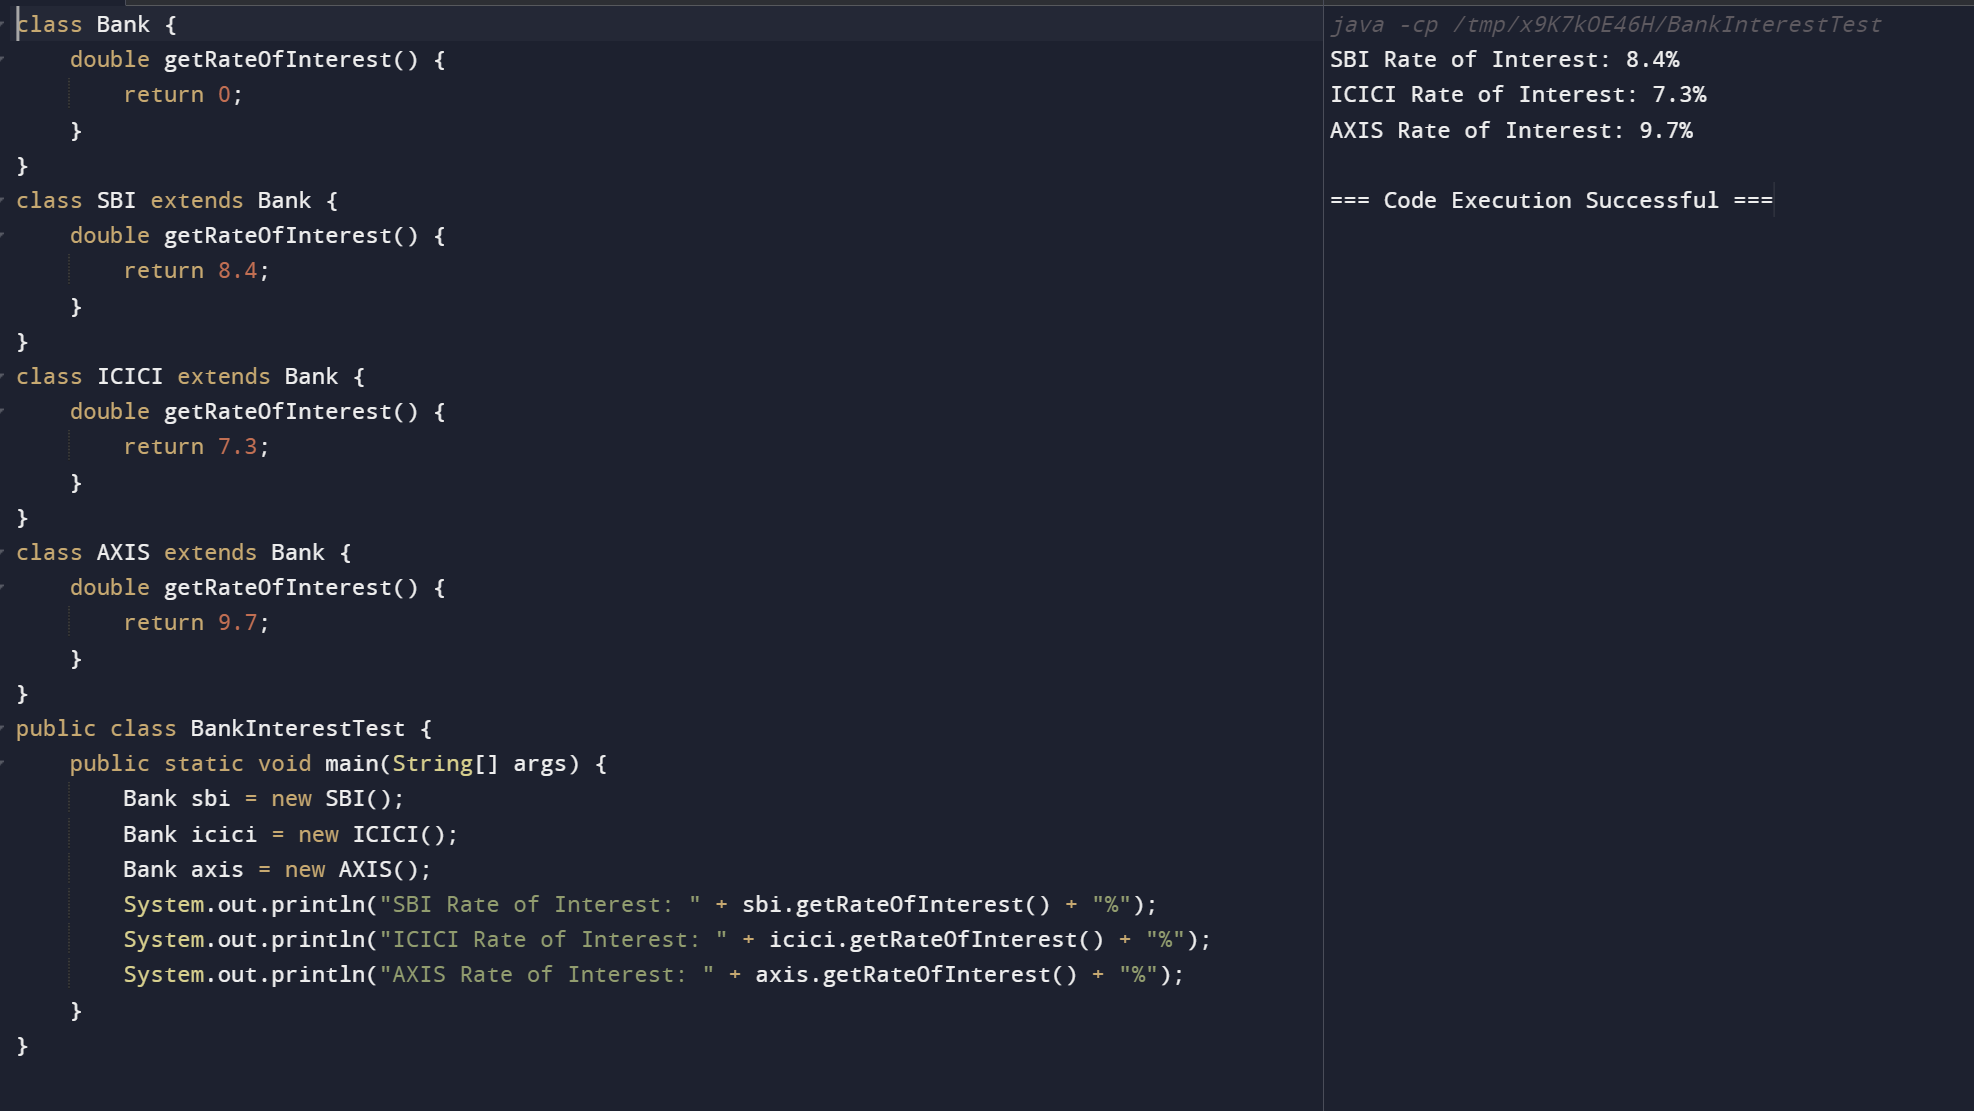 class Bank {
    double getRateOfInterest() {
        return 0;
    }
}
class SBI extends Bank {
    double getRateOfInterest() {
        return 8.4;
    }
}
class ICICI extends Bank {
    double getRateOfInterest() {
        return 7.3;
    }
}
class AXIS extends Bank {
    double getRateOfInterest() {
        return 9.7;
    }
}
public class BankInterestTest {
    public static void main(String[] args) {
        Bank sbi = new SBI();
        Bank icici = new ICICI();
        Bank axis = new AXIS();
        System.out.println("SBI Rate of Interest: " + sbi.getRateOfInterest() + "%");
        System.out.println("ICICI Rate of Interest: " + icici.getRateOfInterest() + "%");
        System.out.println("AXIS Rate of Interest: " + axis.getRateOfInterest() + "%");
    }
}
java -cp /tmp/x9K7kOE46H/BankInterestTest
SBI Rate of Interest: 8.4%
ICICI Rate of Interest: 7.3%
AXIS Rate of Interest: 9.7%
=== Code Execution Successful ===